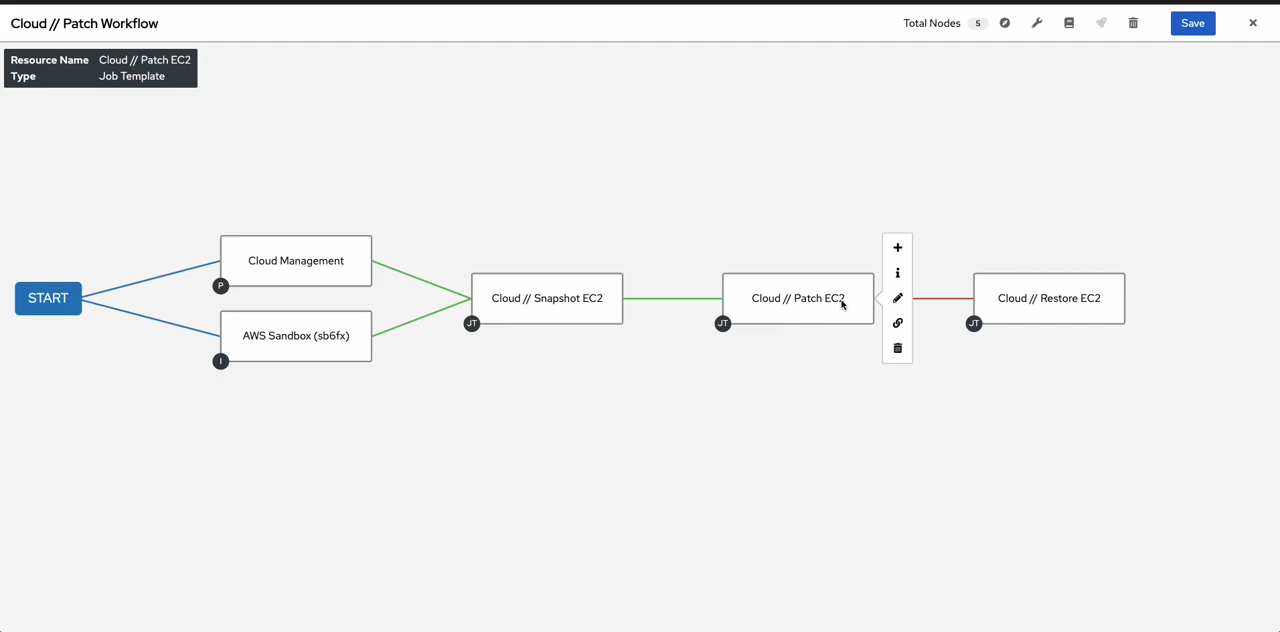 Cloud // Patch Workflow
Total Nodes 5
Save
Resource Name Cloud // Patch EC2
Type Job Template
START
Cloud Management
P
AWS Sandbox (sb6fx)
I
Cloud // Snapshot EC2
JT
Cloud // Patch EC2
JT
Cloud // Restore EC2
JT